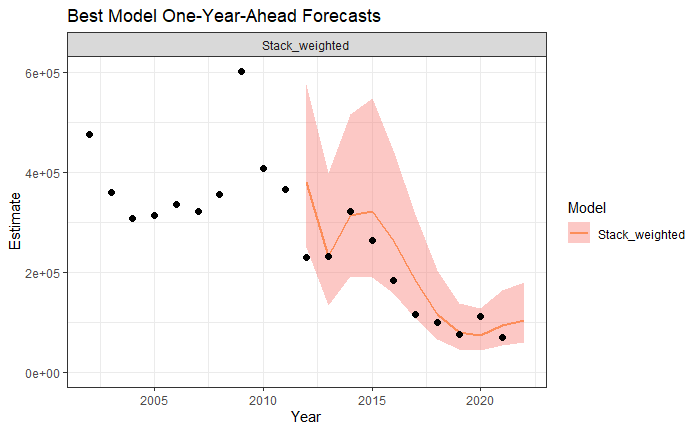 Best Model One-Year-Ahead Forecasts
Stack_weighted
6e+05
4e+05
2e+05
0e+00
Estimate
2005
2010
2015
2020
Year
Model
Stack_weighted